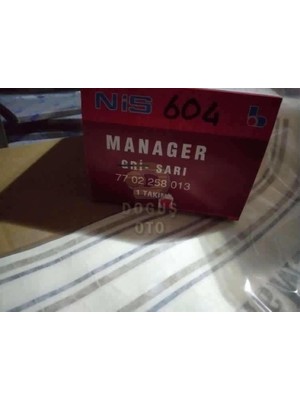 NiS 604
MANAGER
GRİ- SARI
77 02 258 013
1 TAKIM
DOĞUŞ
OTO